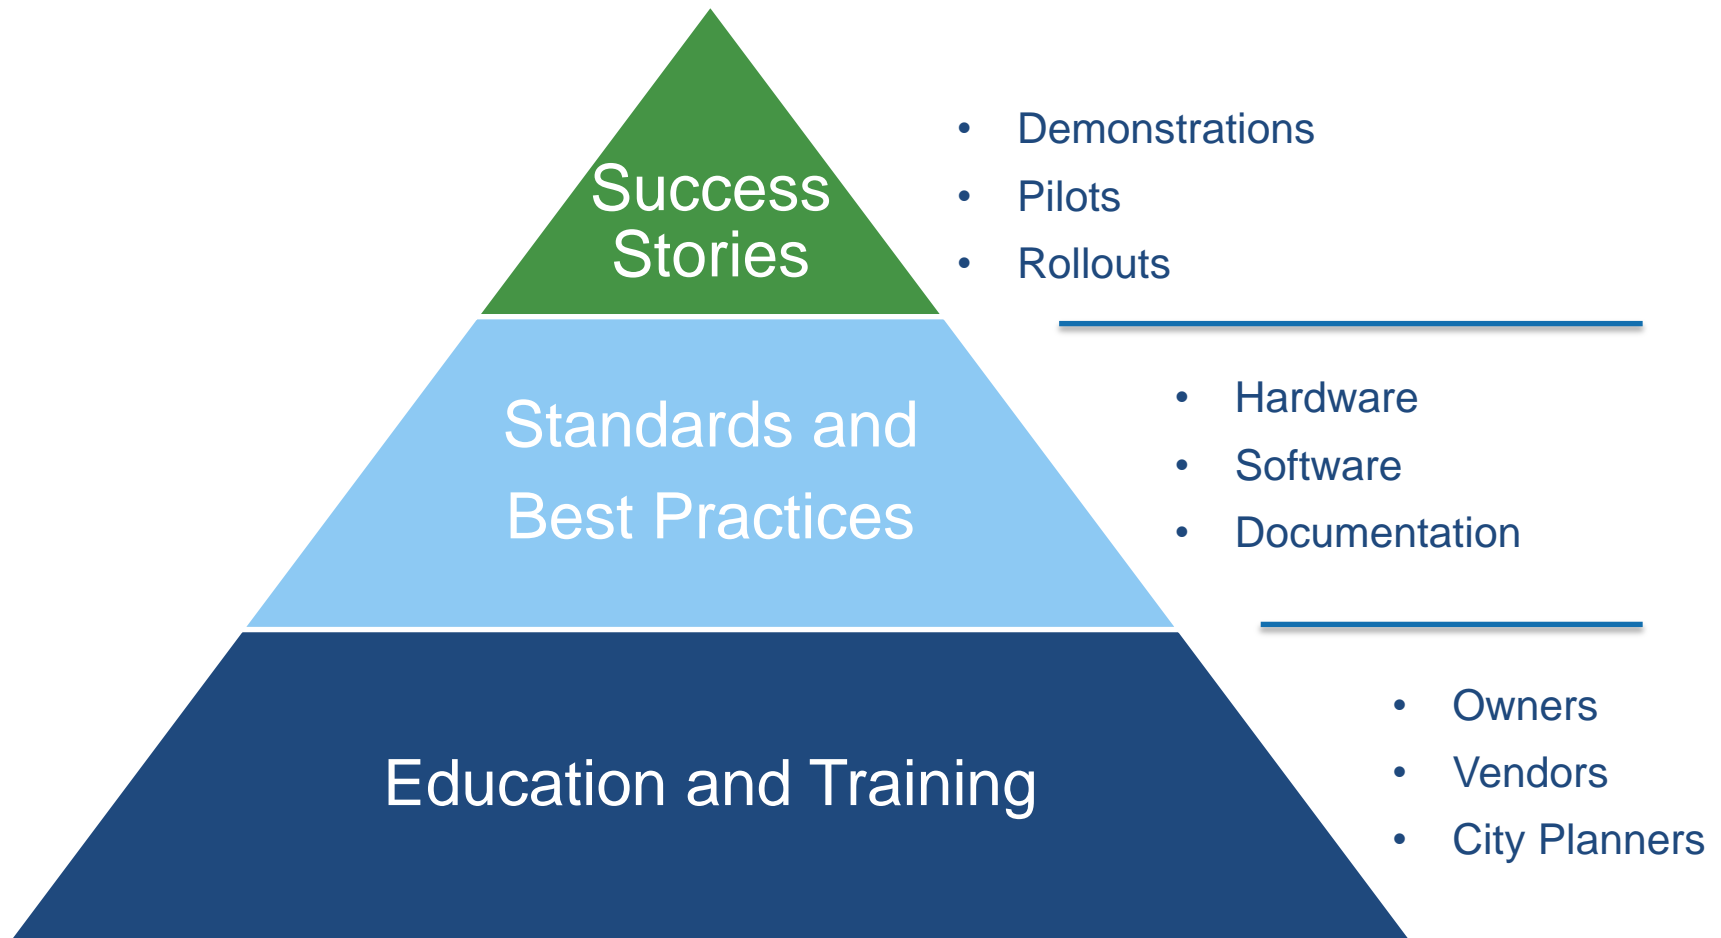 Success
Stories
• Demonstrations
• Pilots
• Rollouts
Standards and
Best Practices
• Hardware
• Software
• Documentation
Education and Training
• Owners
• Vendors
• City Planners